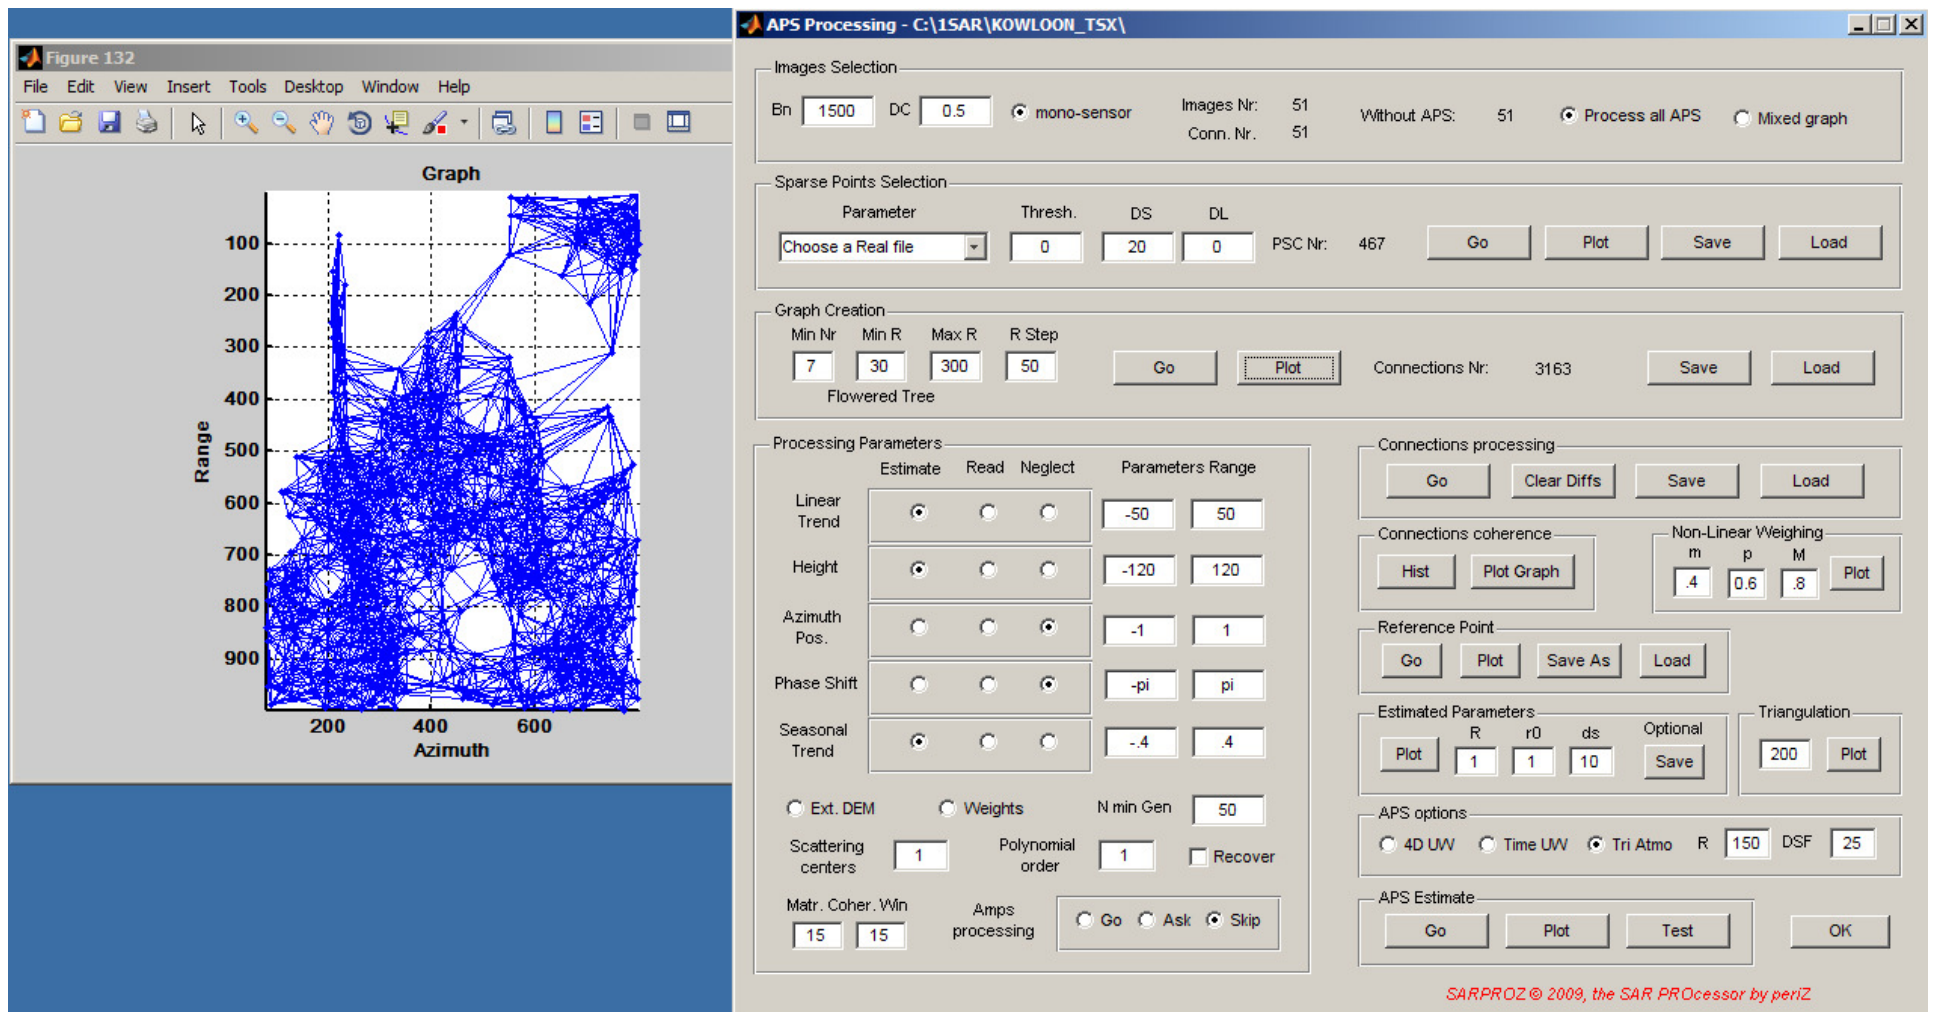 Figure 132
File Edit View Insert Tools Desktop Window Help
Graph
100
200
300
400
500
600
700
800
900
Range
200 400 600
Azimuth
APS Processing - C:\1SAR\KOWLOON_TSX\
Images Selection
Bn 1500 DC 0.5 mono-sensor Images Nr: 51 Without APS: 51 Process all APS Mixed graph
Conn. Nr. 51
Sparse Points Selection
Parameter Thresh. DS DL
Choose a Real file 0 20 0 PSC Nr: 467 Go Plot Save Load
Graph Creation
Min Nr Min R Max R R Step
7 30 300 50 Go Plot Connections Nr: 3163 Save Load
Flowered Tree
Processing Parameters
Estimate Read Neglect Parameters Range
Linear
Trend
-50 50
Height -120 120
Azimuth
Pos.
-1 1
Phase Shift -pi pi
Seasonal
Trend
-.4 .4
Ext. DEM Weights N min Gen 50
Scattering
centers
1
Polynomial
order
1
Recover
Matr. Coher. Win
15 15
Amps
processing
Go Ask Skip
Connections processing
Go Clear Diffs Save Load
Connections coherence
Hist Plot Graph
Non-Linear Weighing
m p M
.4 0.6 .8 Plot
Reference Point
Go Plot Save As Load
Estimated Parameters
R r0 ds Optional
Plot 1 1 10 Save
Triangulation
200 Plot
APS options
4D UW Time UW Tri Atmo R 150 DSF 25
APS Estimate
Go Plot Test
OK
SARPROZ © 2009, the SAR PROcessor by periZ